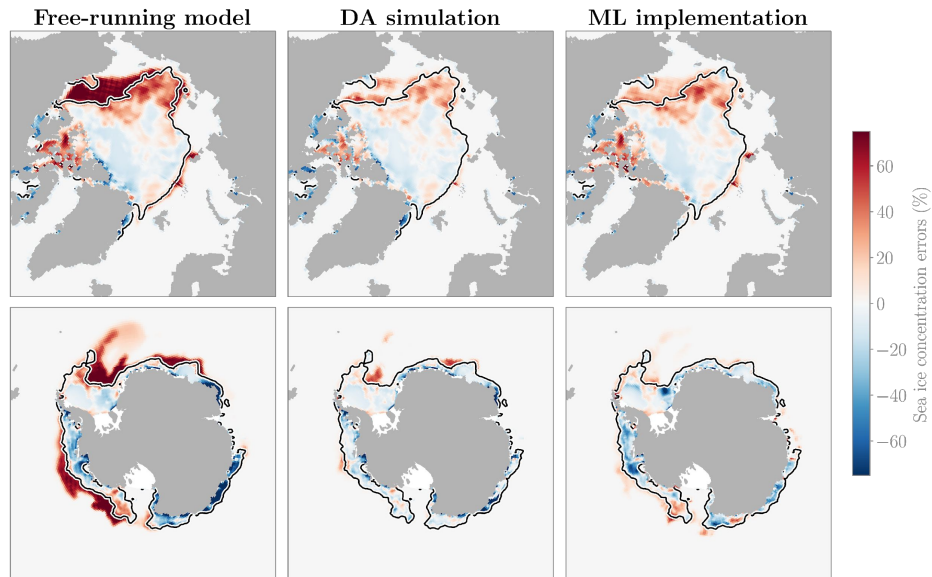 Free-running model
DA simulation
ML implementation
60
40
20
0
−20
−40
−60
Sea ice concentration errors (%)